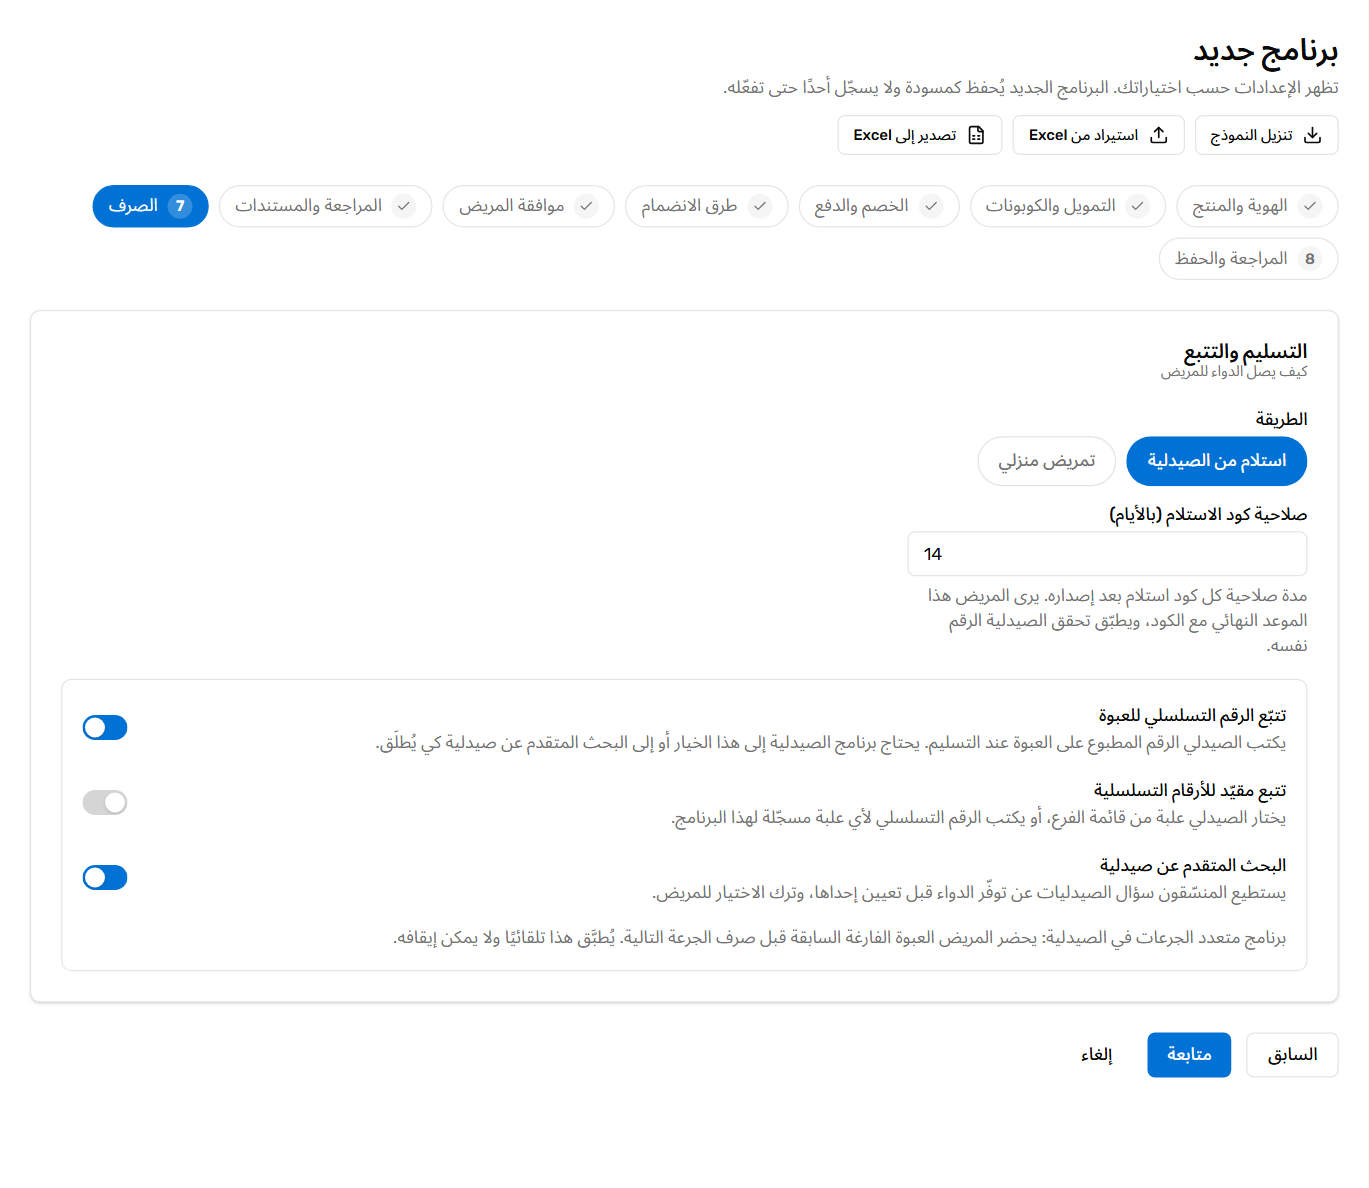 برنامج جديد
تظهر الإعدادات حسب اختياراتك. البرنامج الجديد يُحفظ كمسودة ولا يسجّل أحدًا حتى تفعّله.
تنزيل النموذج
استيراد من Excel
تصدير إلى Excel
الهوية والمنتج
التمويل والكوبونات
الخصم والدفع
طرق الانضمام
موافقة المريض
المراجعة والمستندات
7 الصرف
8 المراجعة والحفظ
التسليم والتتبع
كيف يصل الدواء للمريض
الطريقة
استلام من الصيدلية
تمريض منزلي
صلاحية كود الاستلام (بالأيام)
14
مدة صلاحية كل كود استلام بعد إصداره. يرى المريض هذا
الموعد النهائي مع الكود، ويطبّق تحقق الصيدلية الرقم
نفسه.
تتبّع الرقم التسلسلي للعبوة
يكتب الصيدلي الرقم المطبوع على العبوة عند التسليم. يحتاج برنامج الصيدلية إلى هذا الخيار أو إلى البحث المتقدم عن صيدلية كي يُطلَق.
تتبع مقيّد للأرقام التسلسلية
يختار الصيدلي علبة من قائمة الفرع، أو يكتب الرقم التسلسلي لأي علبة مسجّلة لهذا البرنامج.
البحث المتقدم عن صيدلية
يستطيع المنسّقون سؤال الصيدليات عن توفّر الدواء قبل تعيين إحداها، وترك الاختيار للمريض.
برنامج متعدد الجرعات في الصيدلية: يحضر المريض العبوة الفارغة السابقة قبل صرف الجرعة التالية. يُطبَّق هذا تلقائيًا ولا يمكن إيقافه.
السابق
متابعة
إلغاء